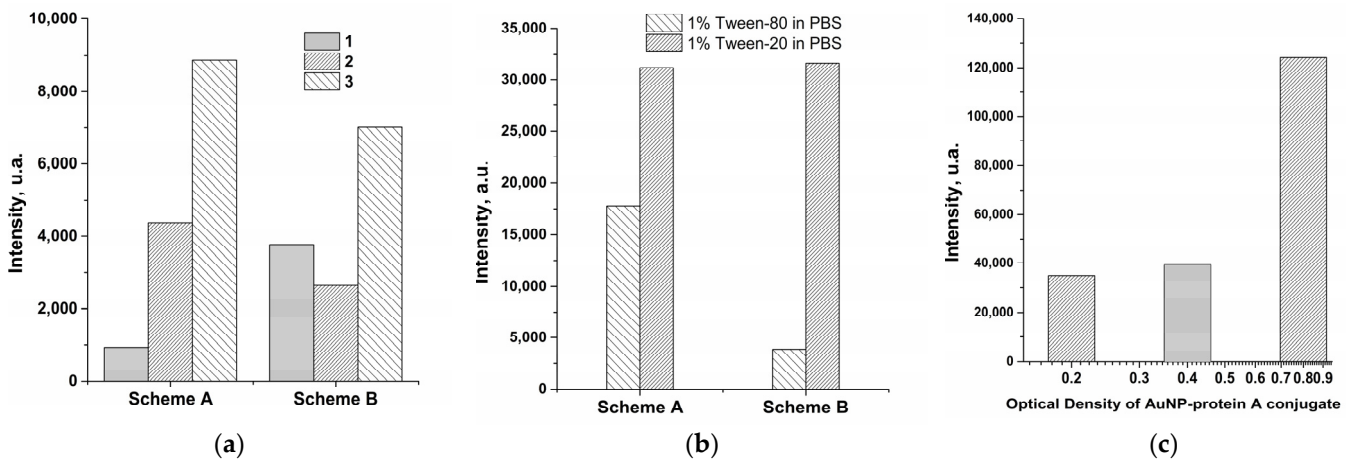 10,000
8,000
6,000
4,000
2,000
0
Intensity, u.a.
1
2
3
Scheme A
Scheme B
(a)
35,000
30,000
25,000
20,000
15,000
10,000
5,000
0
Intensity, a.u.
1% Tween-80 in PBS
1% Tween-20 in PBS
Scheme A
Scheme B
(b)
140,000
120,000
100,000
80,000
60,000
40,000
20,000
0
Intensity, u.a.
0.2 0.3 0.4 0.5 0.6 0.7 0.8 0.9
Optical Density of AuNP-protein A conjugate
(c)